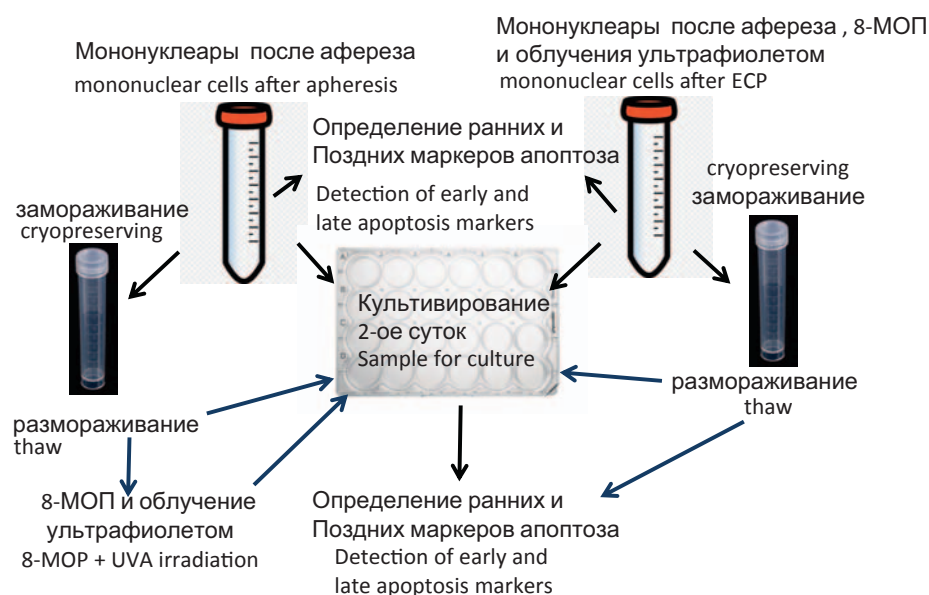 Мононуклеары после афереза
mononuclear cells after apheresis
Мононуклеары после афереза , 8-МОП
и облучения ультрафиолетом
mononuclear cells after ECP
Определение ранних и
Поздних маркеров апоптоза
Detection of early and
late apoptosis markers
замораживание
cryopreserving
cryopreserving
замораживание
Культивирование
2-ое суток
Sample for culture
размораживание
thaw
размораживание
thaw
8-МОП и облучение
ультрафиолетом
8-MOP + UVA irradiation
Определение ранних и
Поздних маркеров апоптоза
Detection of early and
late apoptosis markers